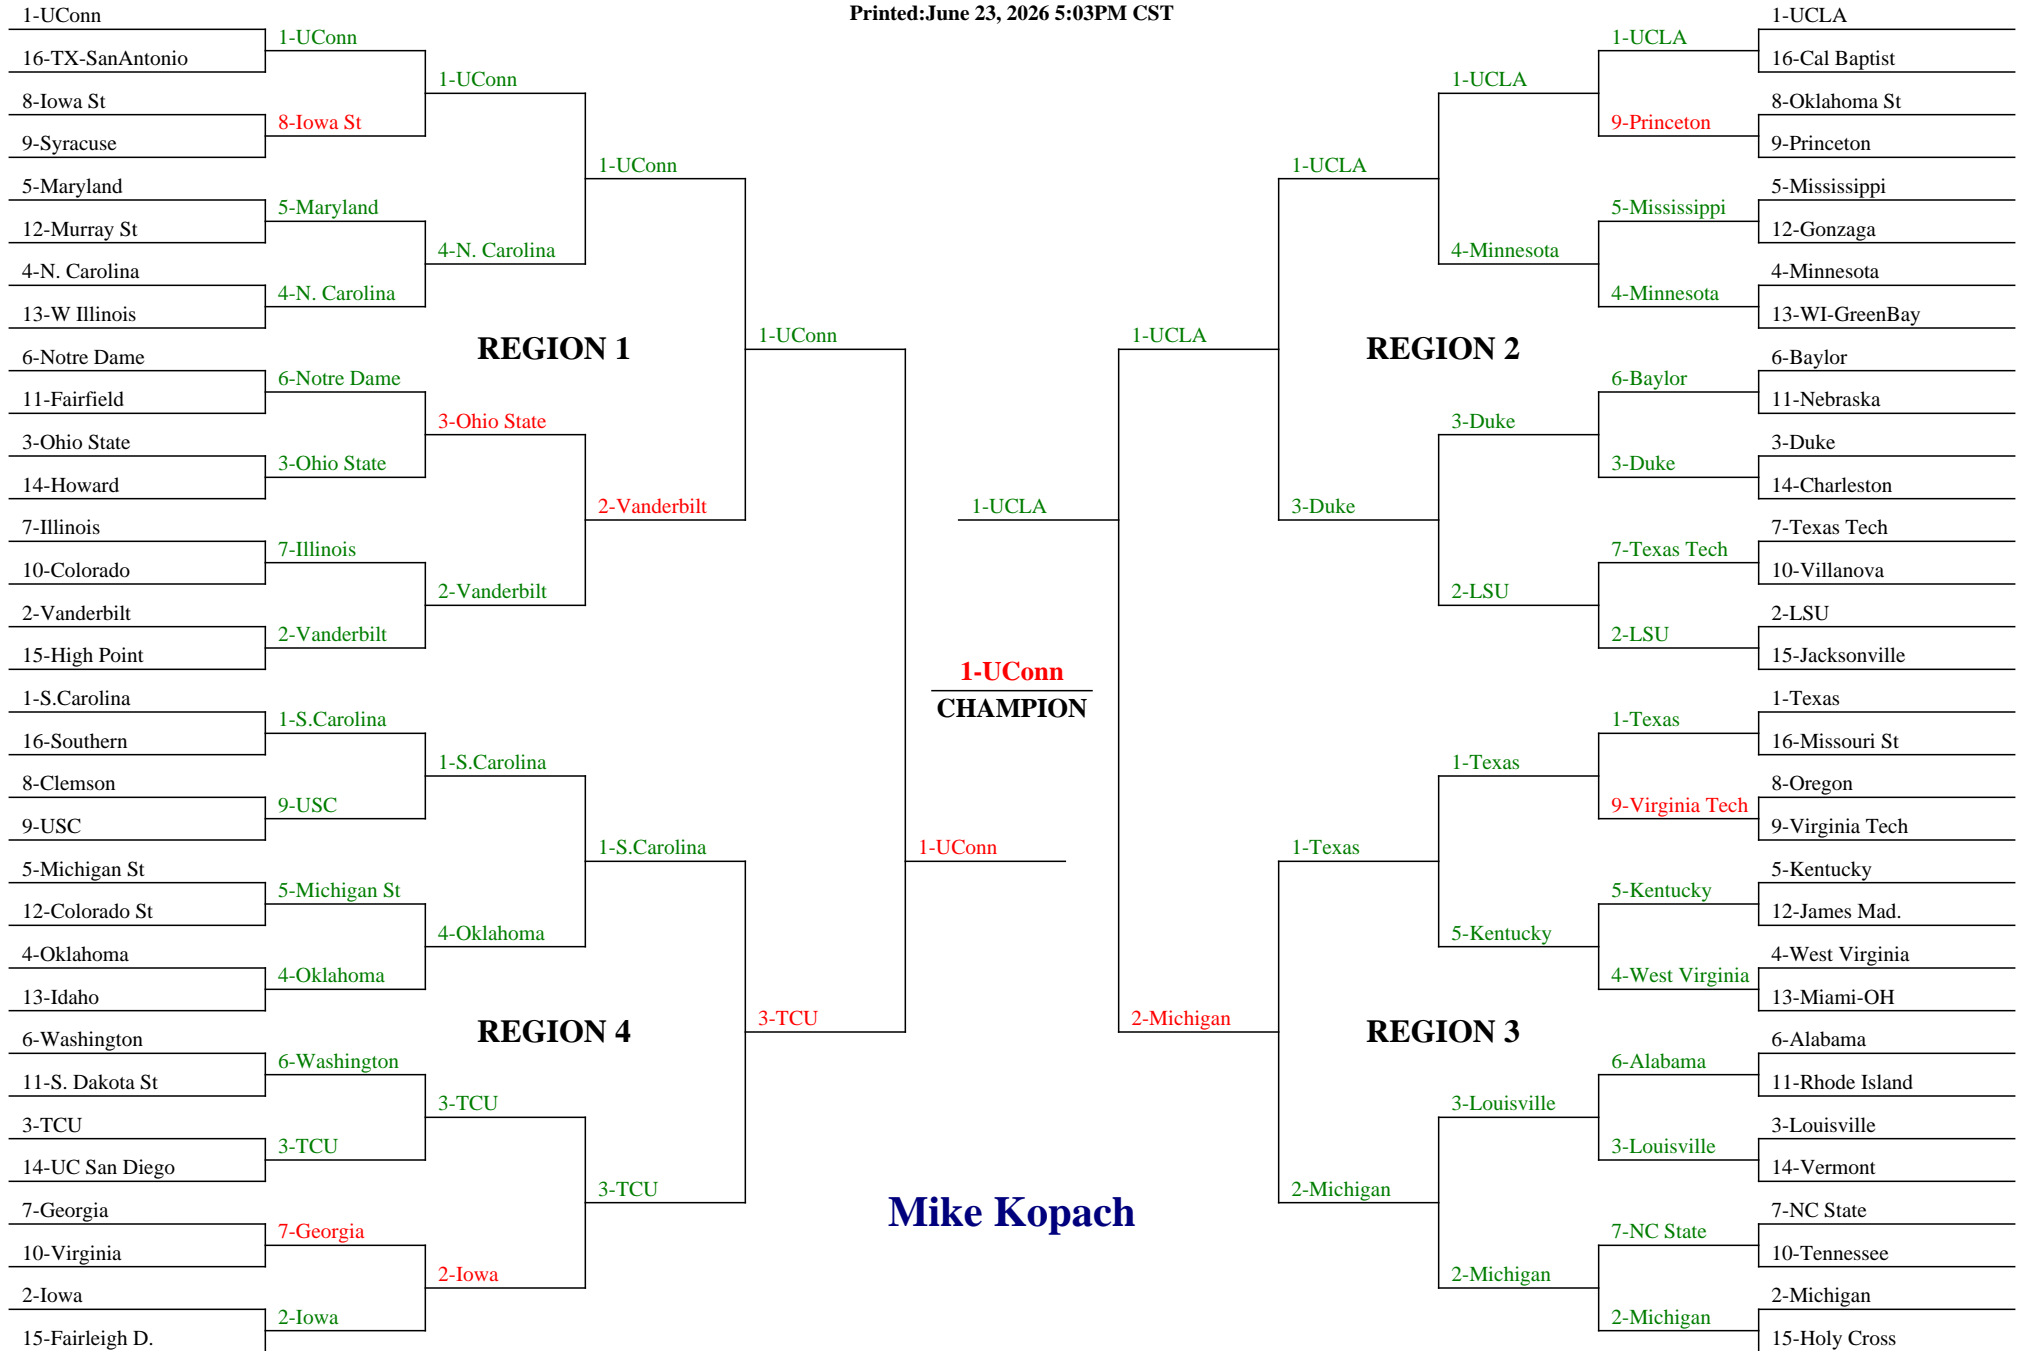 Printed:June 23, 2026 5:03PM CST
1-UConn
16-TX-SanAntonio
8-Iowa St
9-Syracuse
5-Maryland
12-Murray St
4-N. Carolina
13-W Illinois
6-Notre Dame
11-Fairfield
3-Ohio State
14-Howard
7-Illinois
10-Colorado
2-Vanderbilt
15-High Point
1-S.Carolina
16-Southern
8-Clemson
9-USC
5-Michigan St
12-Colorado St
4-Oklahoma
13-Idaho
6-Washington
11-S. Dakota St
3-TCU
14-UC San Diego
7-Georgia
10-Virginia
2-Iowa
15-Fairleigh D.
1-UConn
8-Iowa St
5-Maryland
4-N. Carolina
6-Notre Dame
3-Ohio State
7-Illinois
2-Vanderbilt
1-S.Carolina
9-USC
5-Michigan St
4-Oklahoma
6-Washington
3-TCU
7-Georgia
2-Iowa
1-UConn
4-N. Carolina
3-Ohio State
2-Vanderbilt
1-S.Carolina
4-Oklahoma
3-TCU
2-Iowa
REGION 1
REGION 4
1-UConn
2-Vanderbilt
1-S.Carolina
3-TCU
1-UConn
3-TCU
1-UConn
1-UCLA
1-UConn
CHAMPION
Mike Kopach
1-UCLA
2-Michigan
1-UCLA
3-Duke
1-Texas
2-Michigan
REGION 2
REGION 3
1-UCLA
4-Minnesota
3-Duke
2-LSU
1-Texas
5-Kentucky
3-Louisville
2-Michigan
1-UCLA
9-Princeton
5-Mississippi
4-Minnesota
6-Baylor
3-Duke
7-Texas Tech
2-LSU
1-Texas
9-Virginia Tech
5-Kentucky
4-West Virginia
6-Alabama
3-Louisville
7-NC State
2-Michigan
1-UCLA
16-Cal Baptist
8-Oklahoma St
9-Princeton
5-Mississippi
12-Gonzaga
4-Minnesota
13-WI-GreenBay
6-Baylor
11-Nebraska
3-Duke
14-Charleston
7-Texas Tech
10-Villanova
2-LSU
15-Jacksonville
1-Texas
16-Missouri St
8-Oregon
9-Virginia Tech
5-Kentucky
12-James Mad.
4-West Virginia
13-Miami-OH
6-Alabama
11-Rhode Island
3-Louisville
14-Vermont
7-NC State
10-Tennessee
2-Michigan
15-Holy Cross